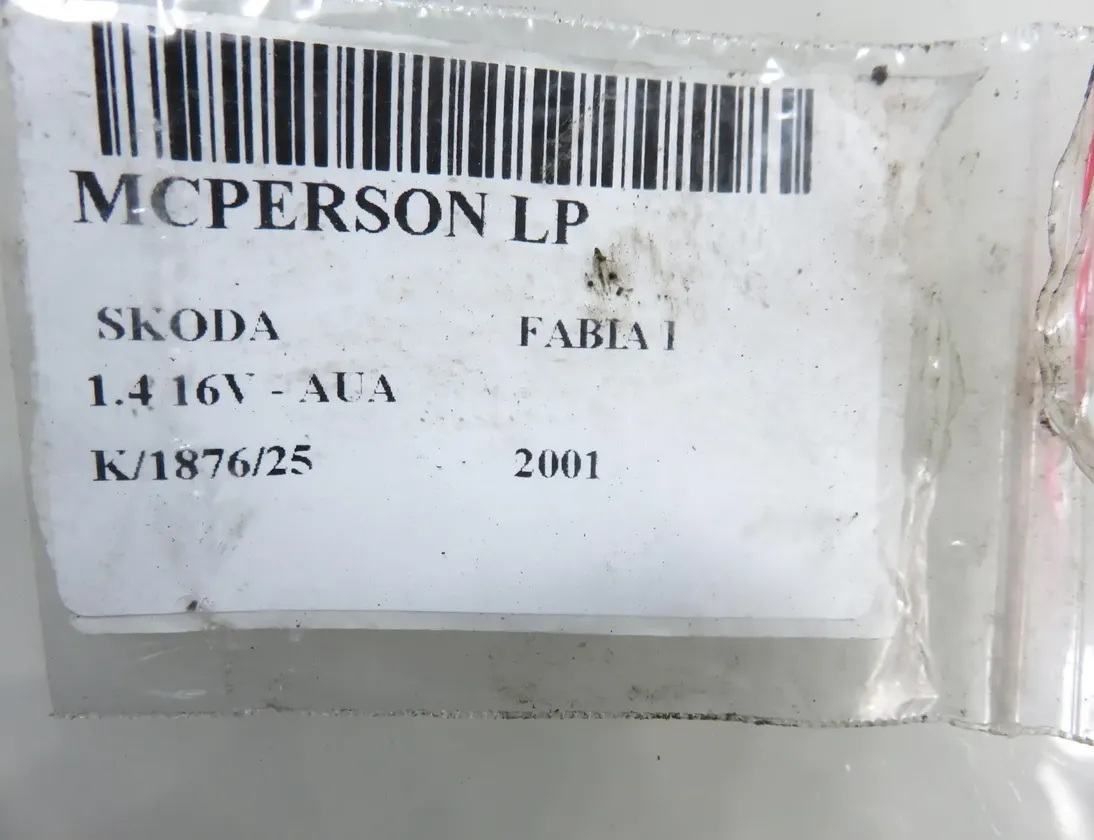 MCPERSON LP
SKODA FABIA I
1.4 16V - AUA
K/1876/25 2001